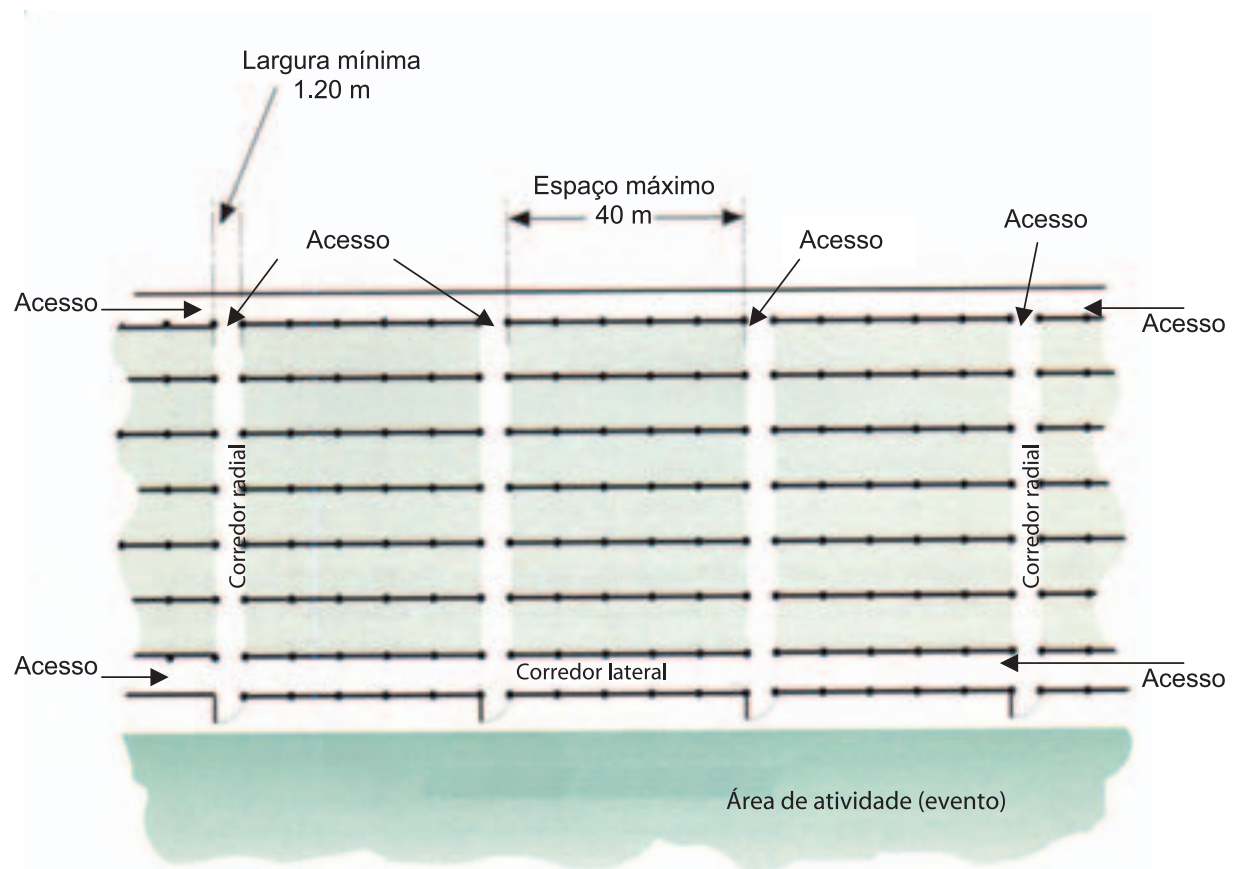 Largura mínima
1.20 m
Espaço máximo
40 m
Acesso
Acesso
Acesso
Acesso
Acesso
Corredor radial
Corredor radial
Acesso
Corredor lateral
Acesso
Área de atividade (evento)